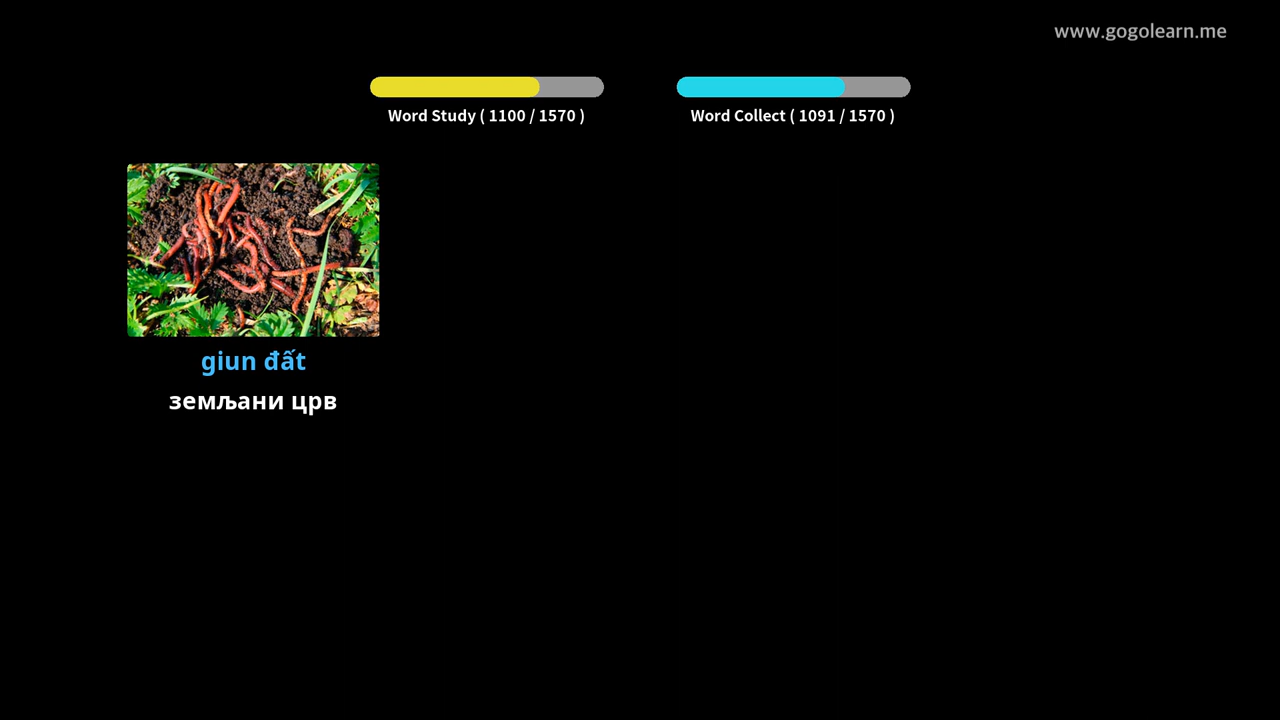 www.gogolearn.me
Word Study ( 1100 / 1570 )
Word Collect ( 1091 / 1570 )
giun đất
земљани црв